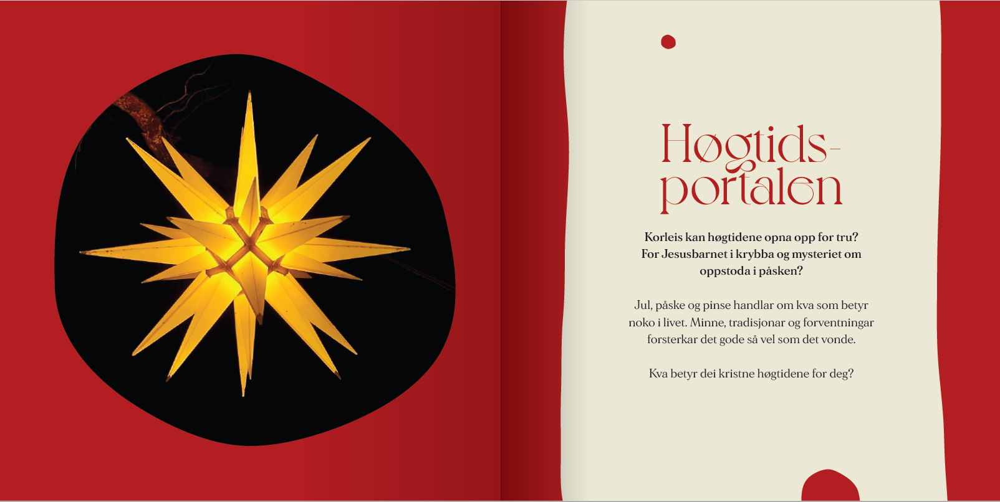 Høgtids-
portalen
Korleis kan høgtidene opna opp for tru?
For Jesusbarnet i krybba og mysteriet om
oppstoda i påsken?
Jul, påske og pinse handlar om kva som betyr
noko i livet. Minne, tradisjonar og forventningar
forsterkar det gode så vel som det vonde.
Kva betyr dei kristne høgtidene for deg?